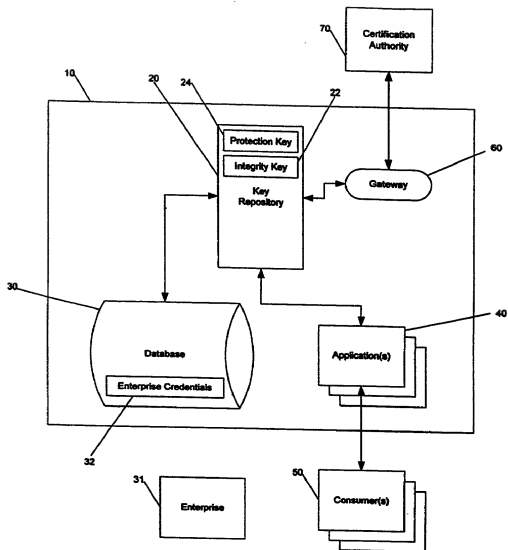 70
Certification
Authority
10
20
24
22
Protection Key
Integrity Key
Key
Repository
60
Gateway
30
Database
Enterprise Credentials
32
40
Application(s)
31
Enterprise
50
Consumer(s)